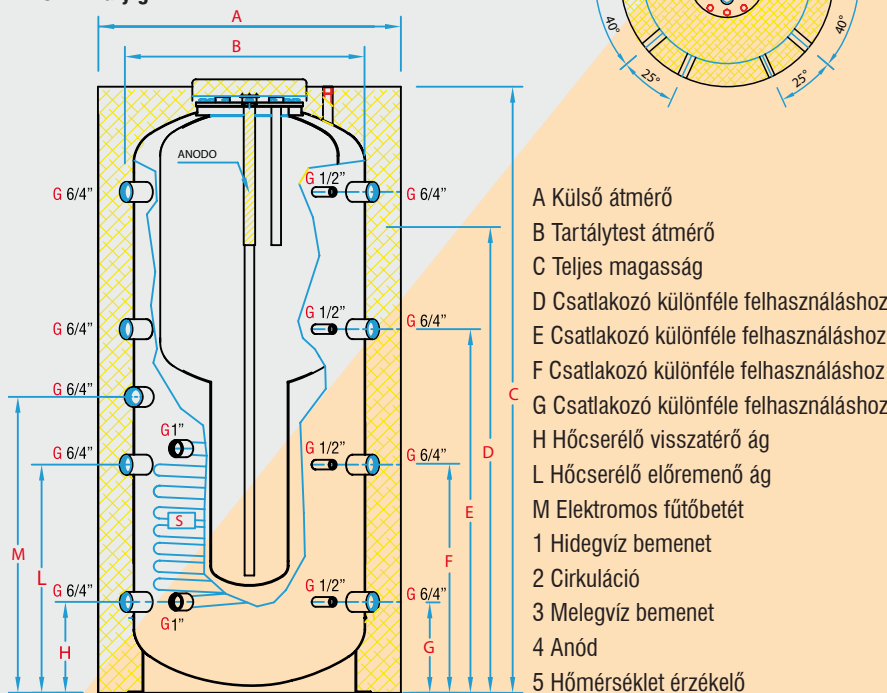 A
B
40°
25°
25°
40°
ANODO
G 6/4”
G 1/2”
G 6/4”
G 6/4”
G 1/2”
G 6/4”
G 6/4”
G1”
G 6/4”
G 1/2”
G 6/4”
S
G 6/4”
G1”
G 1/2”
G 6/4”
M
L
H
C
D
E
F
G
A Külső átmérő
B Tartálytest átmérő
C Teljes magasság
D Csatlakozó különféle felhasználáshoz
E Csatlakozó különféle felhasználáshoz
F Csatlakozó különféle felhasználáshoz
G Csatlakozó különféle felhasználáshoz
H Hőcserélő visszatérő ág
L Hőcserélő előremenő ág
M Elektromos fűtőbetét
1 Hidegvíz bemenet
2 Cirkuláció
3 Melegvíz bemenet
4 Anód
5 Hőmérséklet érzékelő